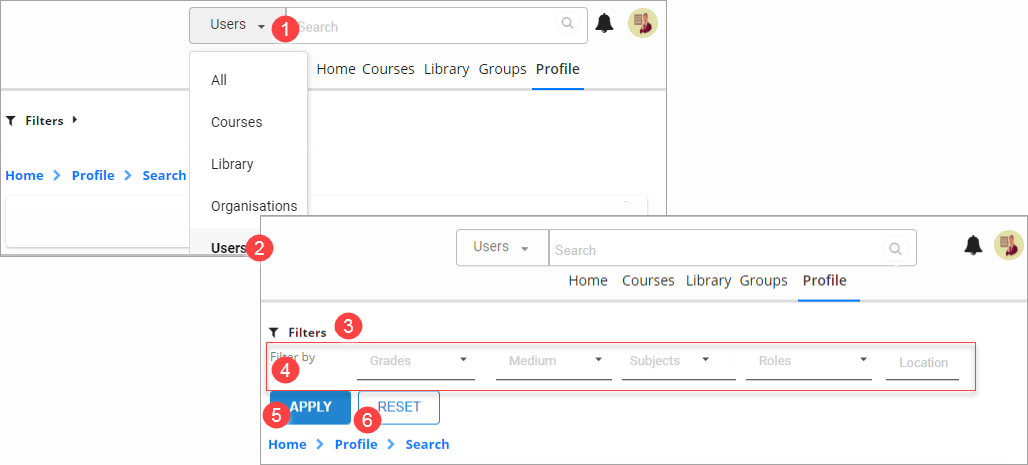 Users 1 Search
All
Courses
Library
Organisations
Users 2
Home Courses Library Groups Profile
Filters
Home Profile Search
Users Search
Home Courses Library Groups Profile
Filters 3
Filter by 4 Grades Medium Subjects Roles Location
5 APPLY 6 RESET
Home Profile Search